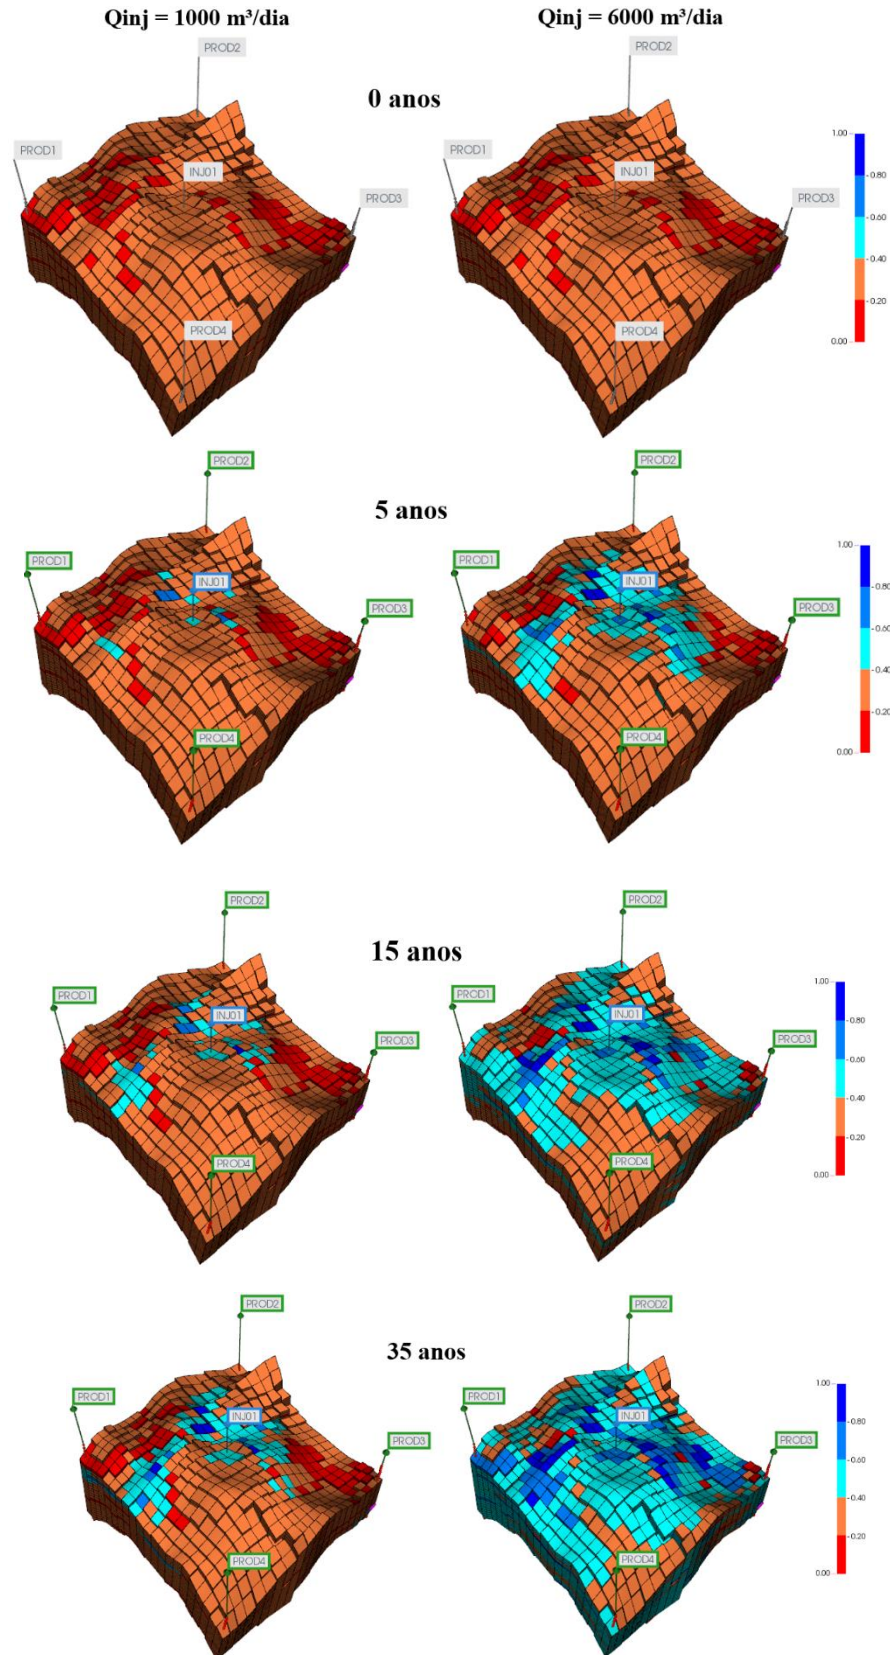 Qinj = 1000 m³/dia
Qinj = 6000 m³/dia
PROD2
PROD2
0 anos
PROD1
PROD1
INJ01
INJ01
PROD3
PROD3
PROD4
PROD4
1.00
0.80
0.60
0.40
0.20
0.00
PROD2
PROD2
5 anos
PROD1
PROD1
INJ01
INJ01
PROD3
PROD3
PROD4
PROD4
1.00
0.80
0.60
0.40
0.20
0.00
PROD2
PROD2
15 anos
PROD1
PROD1
INJ01
INJ01
PROD3
PROD3
PROD4
PROD4
1.00
0.80
0.60
0.40
0.20
0.00
PROD2
PROD2
35 anos
PROD1
PROD1
INJ01
INJ01
PROD3
PROD3
PROD4
PROD4
1.00
0.80
0.60
0.40
0.20
0.00